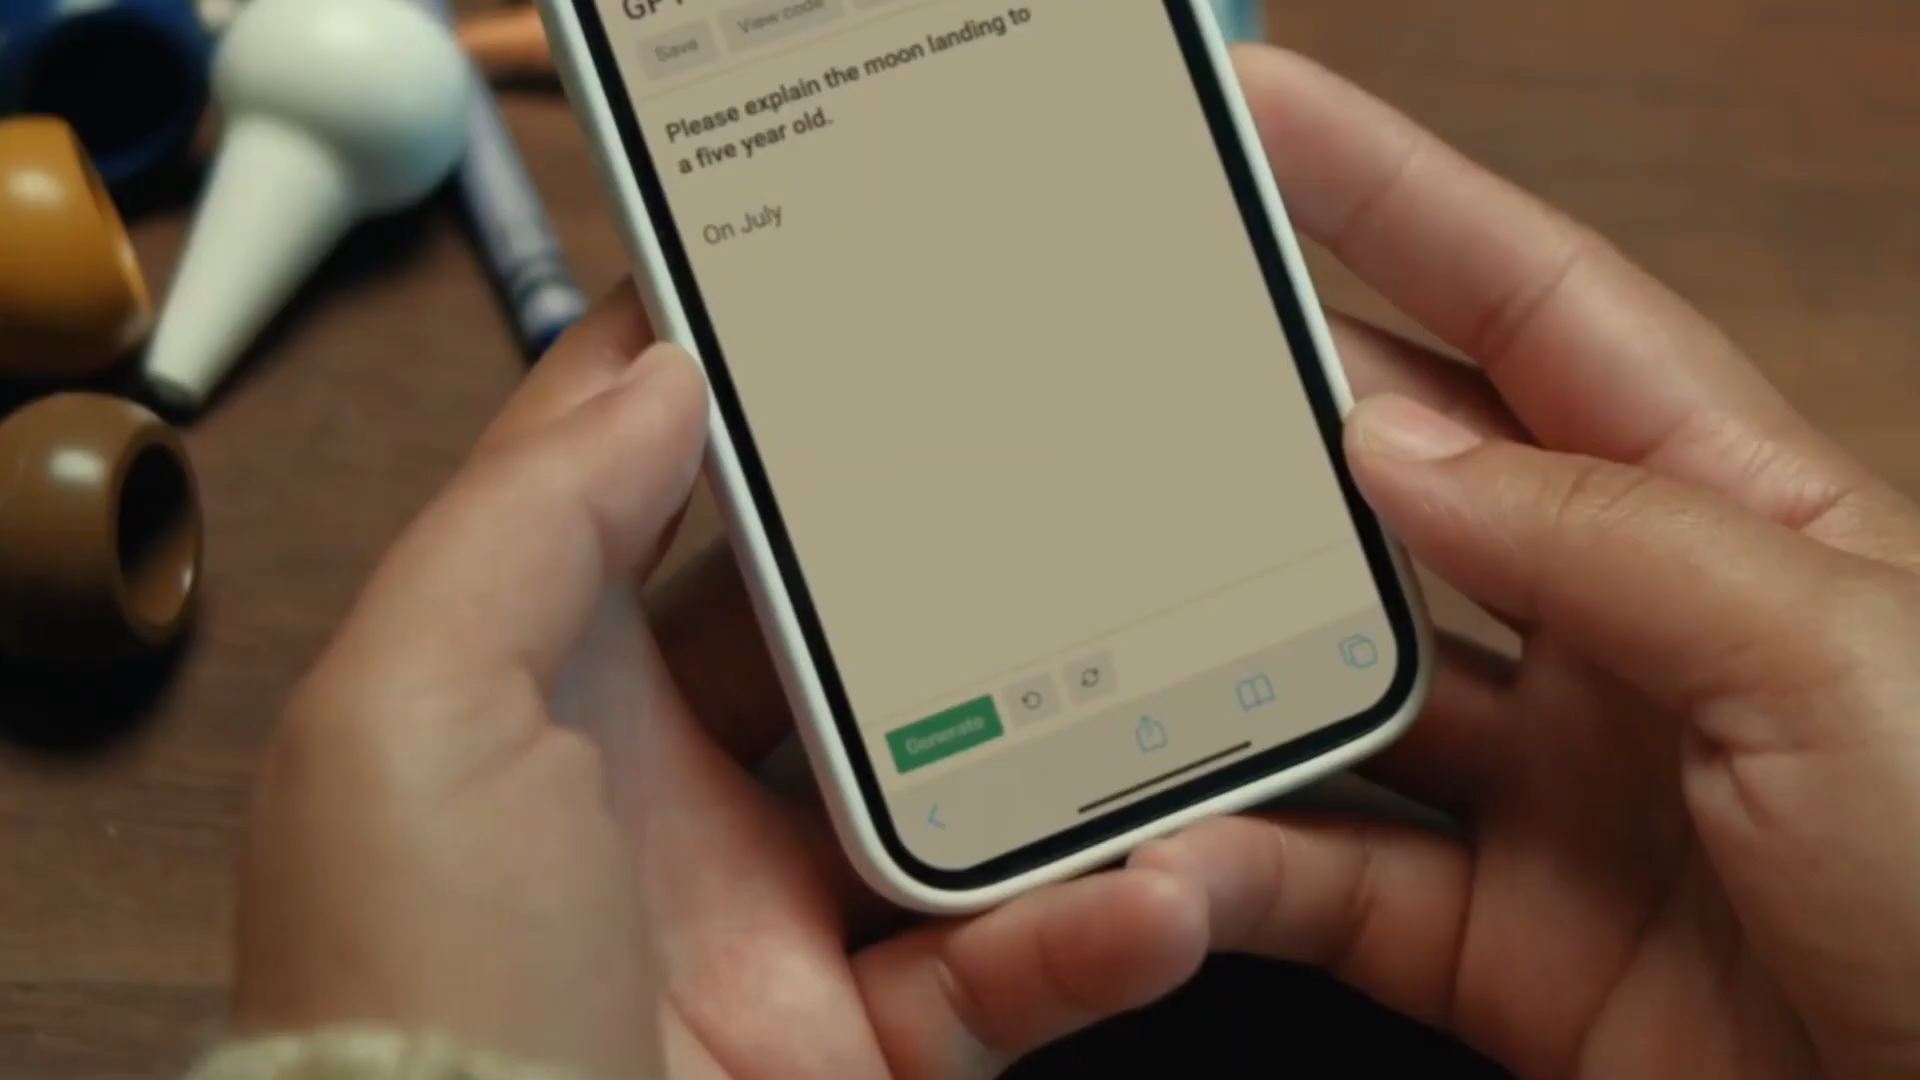 Save View code
Please explain the moon landing to
a five year old.
On July
Generate